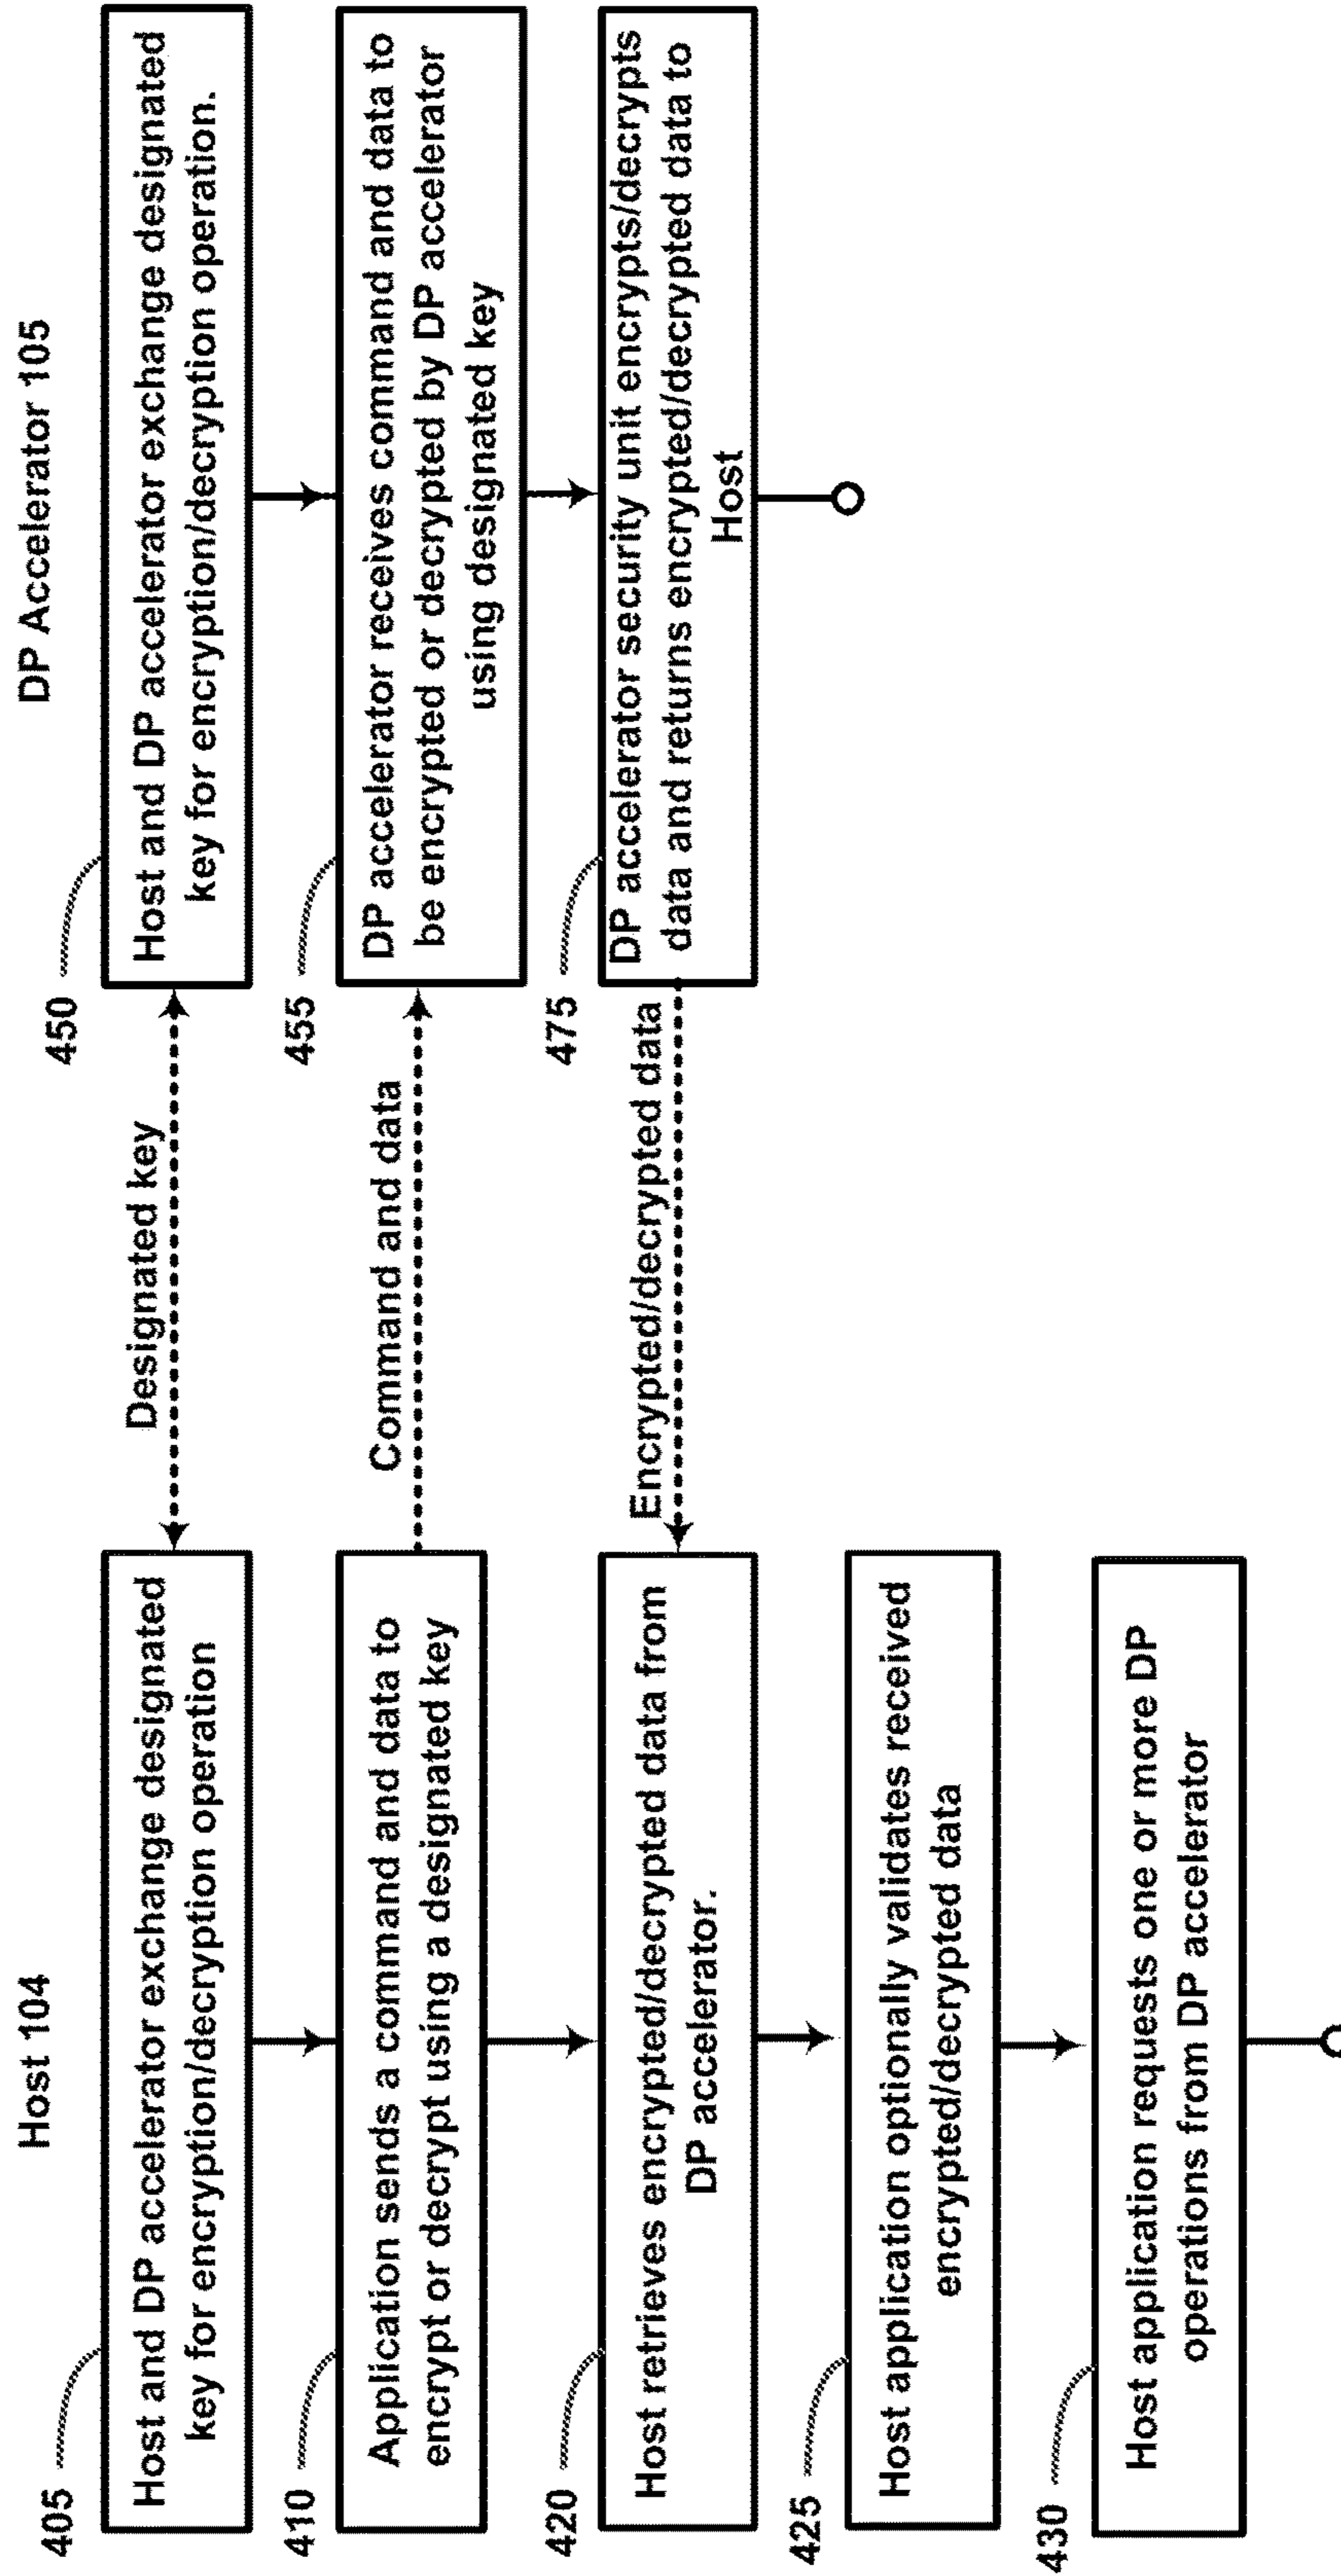 Host 104
DP Accelerator 105
405
Host and DP accelerator exchange designated
key for encryption/decryption operation
Designated key
450
Host and DP accelerator exchange designated
key for encryption/decryption operation.
410
Application sends a command and data to
encrypt or decrypt using a designated key
Command and data
455
DP accelerator receives command and data to
be encrypted or decrypted by DP accelerator
using designated key
420
Host retrieves encrypted/decrypted data from
DP accelerator.
Encrypted/decrypted data
475
DP accelerator security unit encrypts/decrypts
data and returns encrypted/decrypted data to
Host
425
Host application optionally validates received
encrypted/decrypted data
430
Host application requests one or more DP
operations from DP accelerator